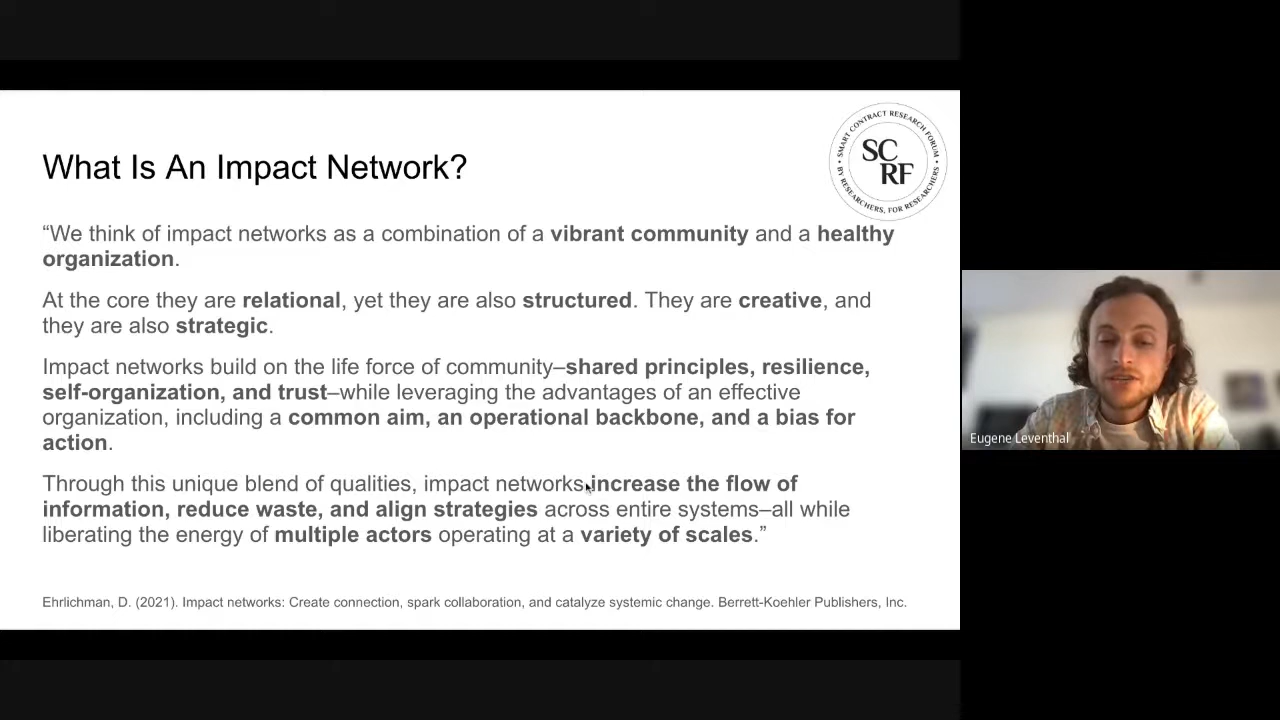 What Is An Impact Network?
SMART CONTRACT RESEARCH FORUM
• BY RESEARCHERS, FOR RESEARCHERS •
SC
RF
“We think of impact networks as a combination of a vibrant community and a healthy
organization.
At the core they are relational, yet they are also structured. They are creative, and
they are also strategic.
Impact networks build on the life force of community–shared principles, resilience,
self-organization, and trust–while leveraging the advantages of an effective
organization, including a common aim, an operational backbone, and a bias for
action.
Through this unique blend of qualities, impact networks increase the flow of
information, reduce waste, and align strategies across entire systems–all while
liberating the energy of multiple actors operating at a variety of scales.”
Ehrlichman, D. (2021). Impact networks: Create connection, spark collaboration, and catalyze systemic change. Berrett-Koehler Publishers, Inc.
Eugene Leventhal